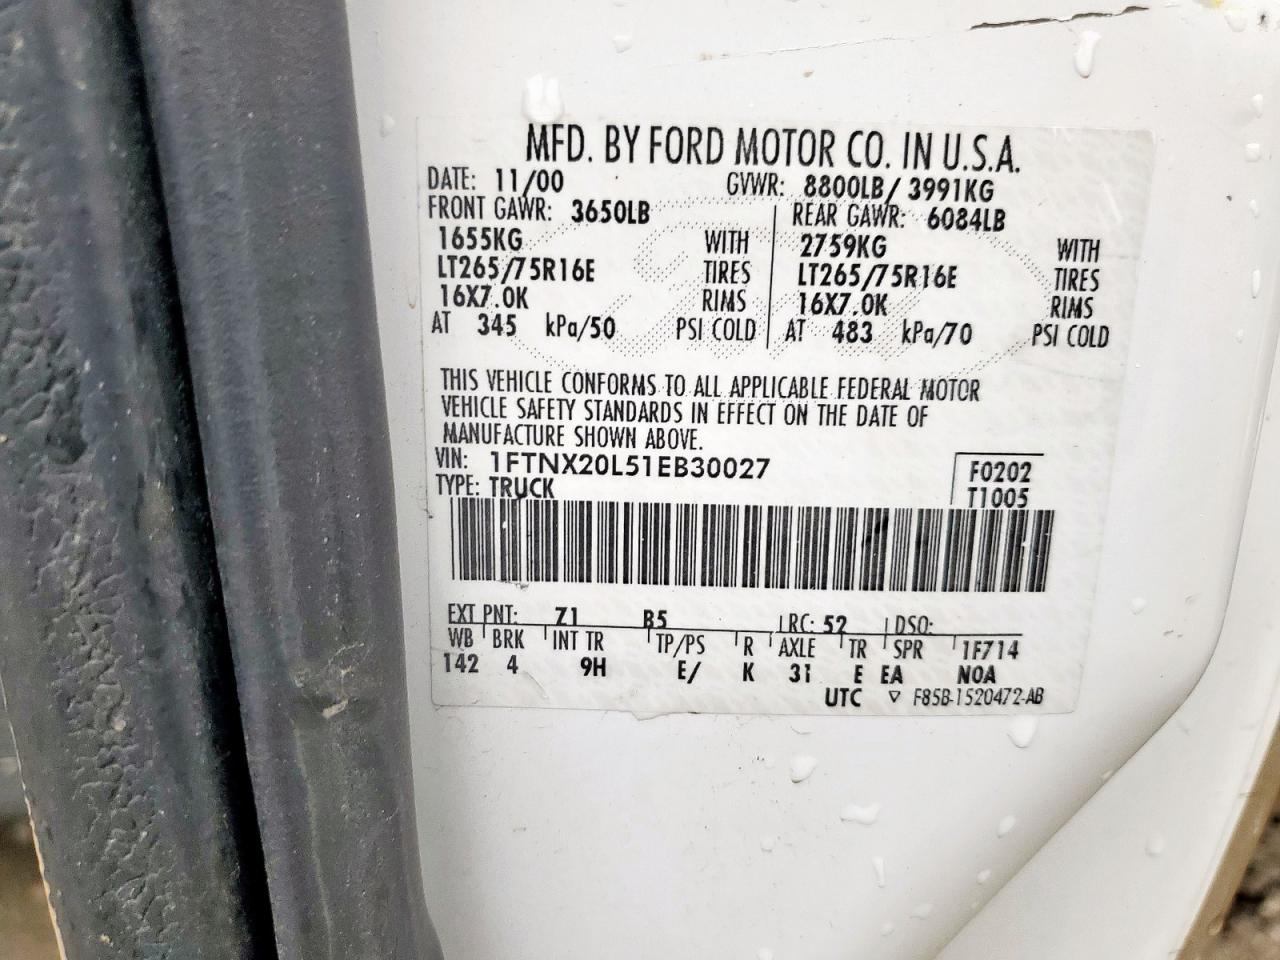 MFD. BY FORD MOTOR CO. IN U.S.A.
DATE: 11/00 GVWR: 8800LB/ 3991KG
FRONT GAWR: 3650LB REAR GAWR: 6084LB
1655KG WITH 2759KG WITH
LT265/75R16E TIRES LT265/75R16E TIRES
16X7.0K RIMS 16X7.0K RIMS
AT 345 kPa/50 PSI COLD AT 483 kPa/70 PSI COLD
THIS VEHICLE CONFORMS TO ALL APPLICABLE FEDERAL MOTOR
VEHICLE SAFETY STANDARDS IN EFFECT ON THE DATE OF
MANUFACTURE SHOWN ABOVE.
VIN: 1FTNX20L51EB30027 F0202
TYPE: TRUCK T1005
EXT PNT: Z1 B5 RC: 52 DSO:
WB BRK INT TR TP/PS R AXLE TR SPR 1F714
142 4 9H E/ K 31 E EA NOA
UTC ▽ F85B-1520472-AB